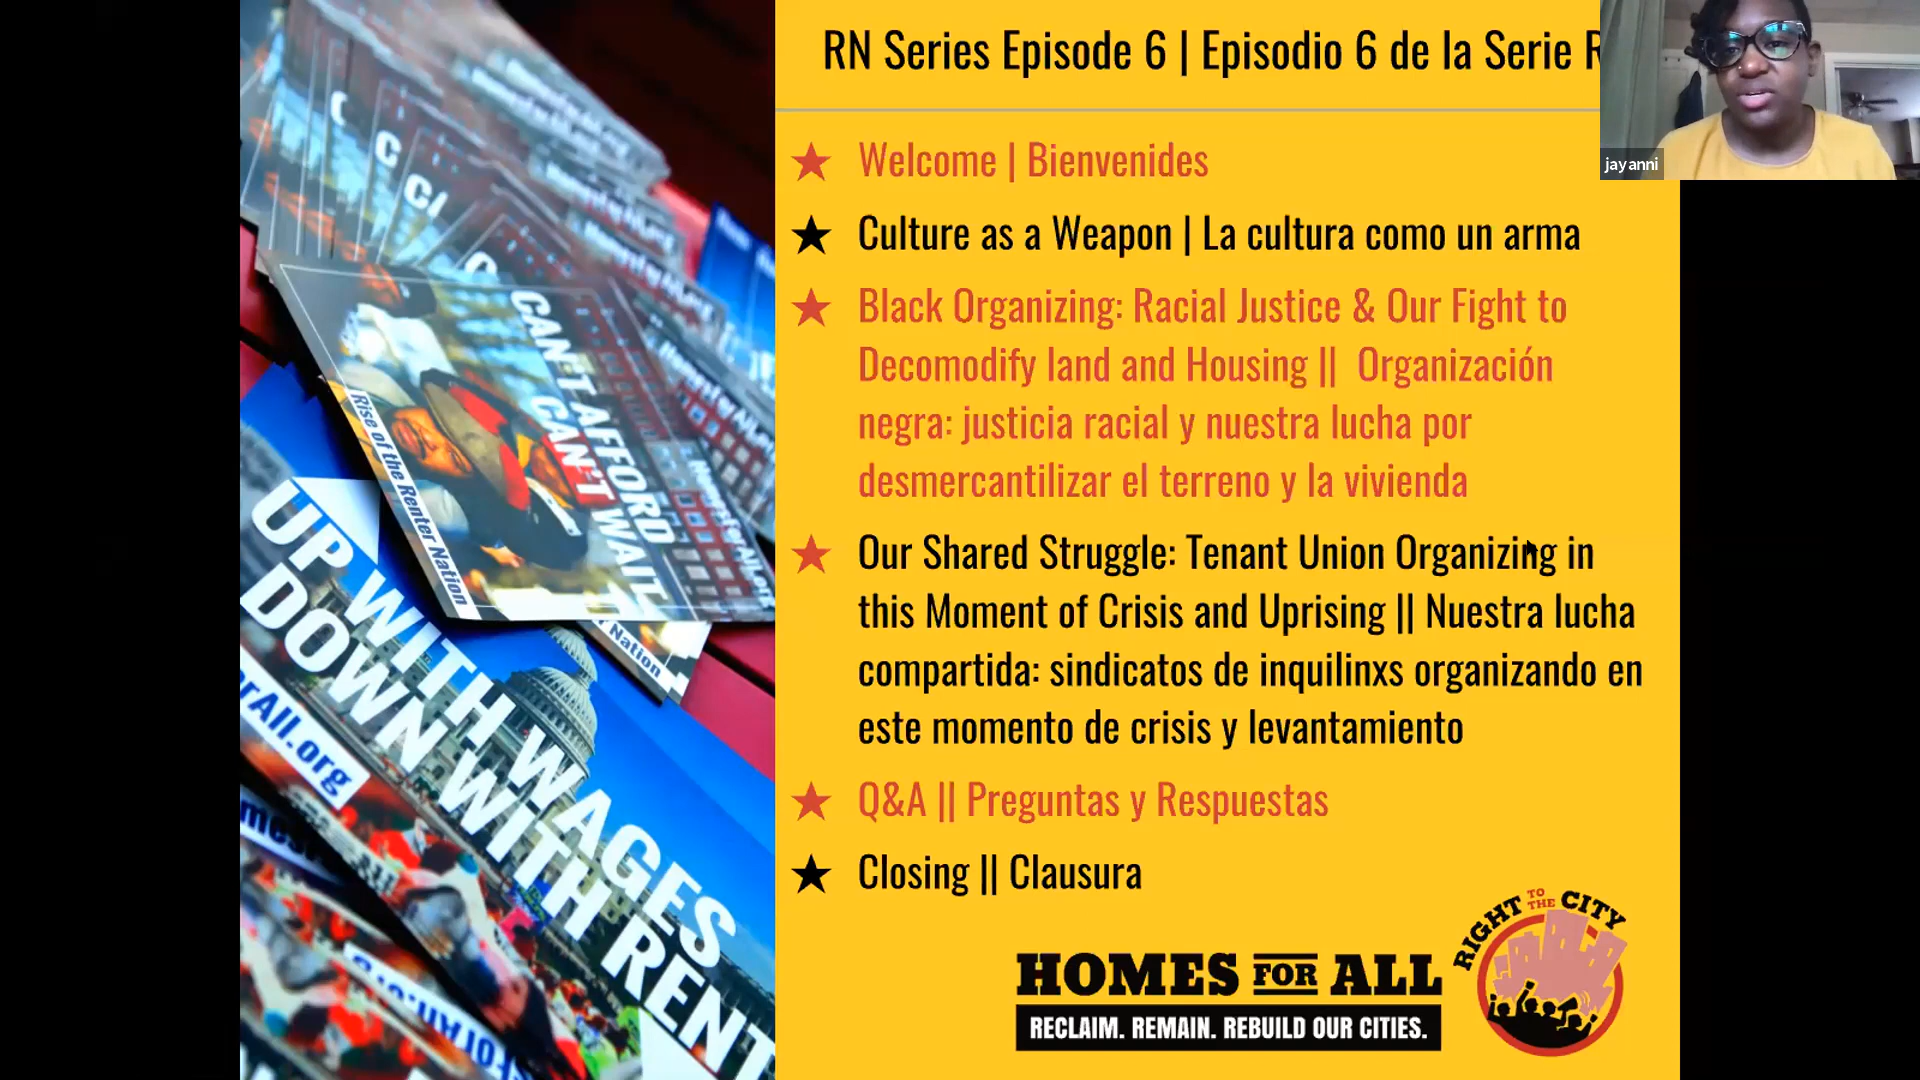 RN Series Episode 6 | Episodio 6 de la Serie
jayanni
★ Welcome | Bienvenides
★ Culture as a Weapon | La cultura como un arma
★ Black Organizing: Racial Justice & Our Fight to
Decomodify land and Housing || Organización
negra: justicia racial y nuestra lucha por
desmercantilizar el terreno y la vivienda
★ Our Shared Struggle: Tenant Union Organizing in
this Moment of Crisis and Uprising || Nuestra lucha
compartida: sindicatos de inquilinxs organizando en
este momento de crisis y levantamiento
★ Q&A || Preguntas y Respuestas
★ Closing || Clausura
HOMES FOR ALL
RECLAIM. REMAIN. REBUILD OUR CITIES.
RIGHT TO THE CITY
CAN'T AFFORD
CAN'T WAIT
Rise of the Renter Nation
Nation
UP WITH WAGES
DOWN WITH RENT
rAll.org